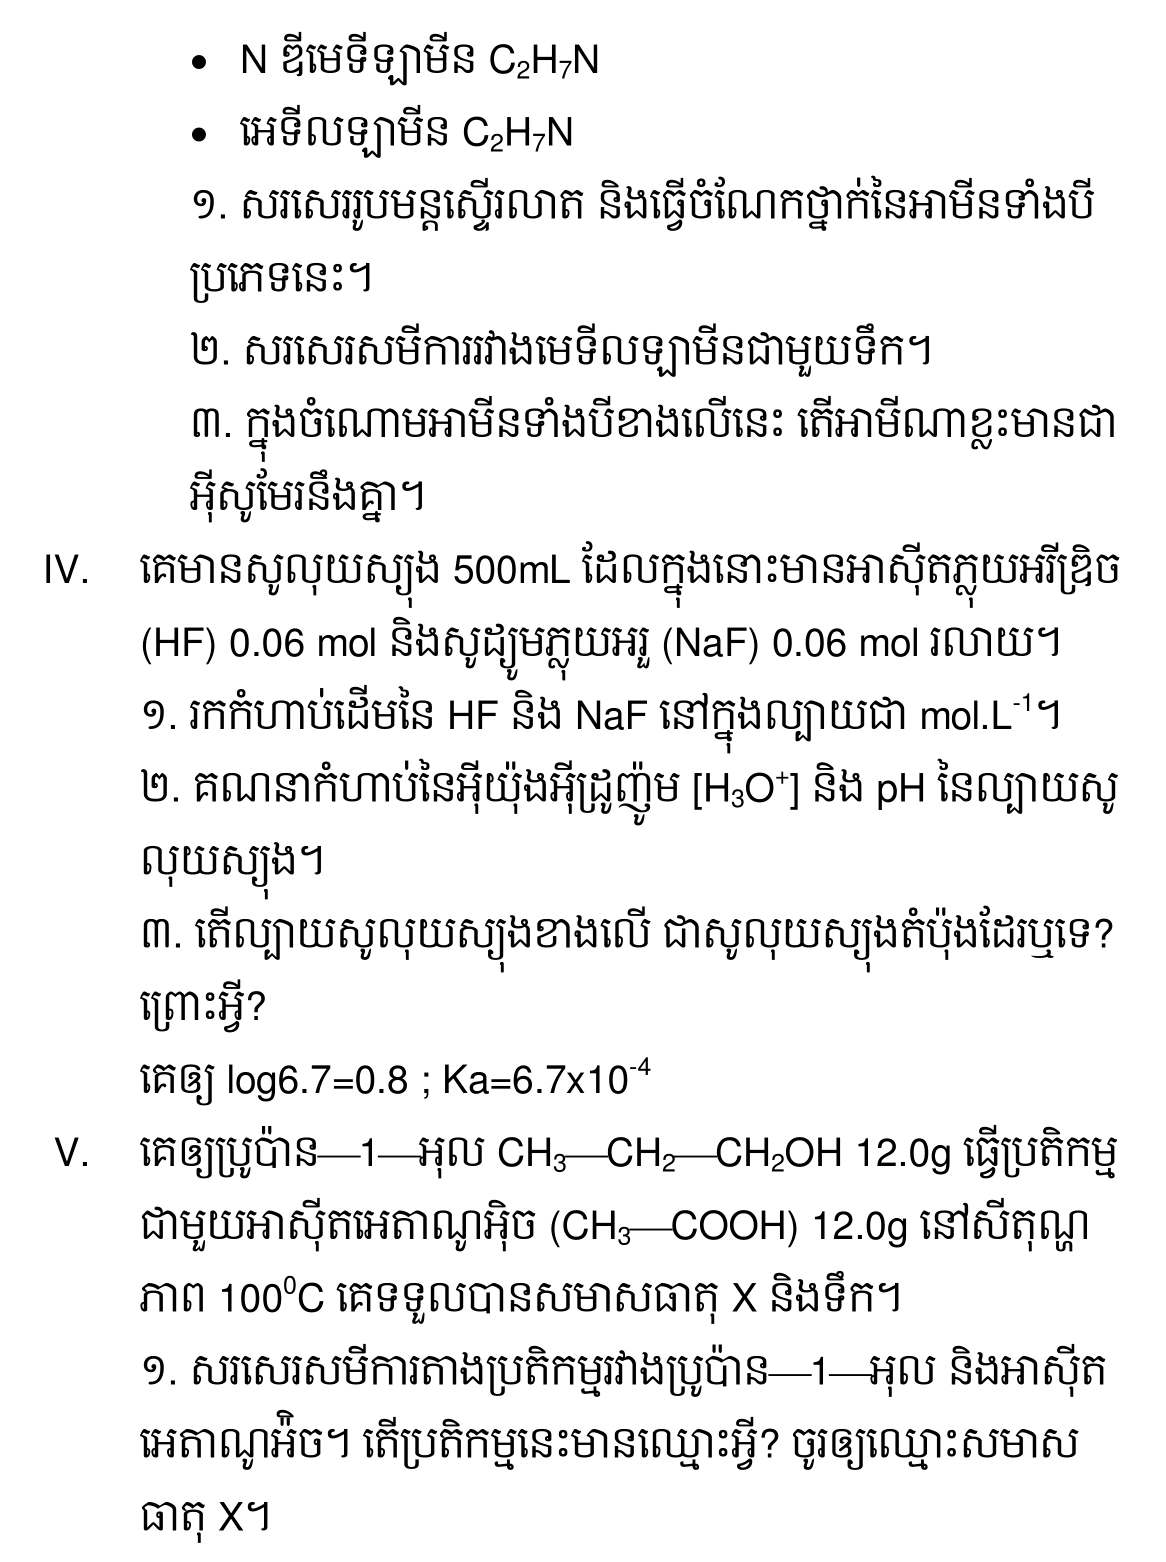 • N ឌីមេទីឡាមីន C₂H₇N
• អេទីលឡាមីន C₂H₇N
១. សរសេររូបមន្តស្ទើរលាត និងធ្វើចំណែកថ្នាក់នៃអាមីនទាំងបី
ប្រភេទនេះ។
២. សរសេរសមីការរវាងមេទីលឡាមីនជាមួយទឹក។
៣. ក្នុងចំណោមអាមីនទាំងបីខាងលើនេះ តើអាមីណាខ្លះមានជា
អ៊ីសូមែរនឹងគ្នា។
IV. គេមានសូលុយស្យុង 500mL ដែលក្នុងនោះមានអាស៊ីតភ្លុយអរីឌ្រិច
(HF) 0.06 mol និងសូដ្យូមភ្លុយអរួ (NaF) 0.06 mol រលាយ។
១. រកកំហាប់ដើមនៃ HF និង NaF នៅក្នុងល្បាយជា mol.L⁻¹។
២. គណនាកំហាប់នៃអ៊ីយ៉ុងអ៊ីដ្រូញ៉ូម [H₃O⁺] និង pH នៃល្បាយសូ
លុយស្យុង។
៣. តើល្បាយសូលុយស្យុងខាងលើ ជាសូលុយស្យុងតំប៉ុងដែរឬទេ?
ព្រោះអ្វី?
គេឲ្យ log6.7=0.8 ; Ka=6.7x10⁻⁴
V. គេឲ្យប្រូប៉ាន—1—អុល CH₃—CH₂—CH₂OH 12.0g ធ្វើប្រតិកម្ម
ជាមួយអាស៊ីតអេតាណូអ៊ិច (CH₃—COOH) 12.0g នៅសីតុណ្ហ
ភាព 100⁰C គេទទួលបានសមាសធាតុ X និងទឹក។
១. សរសេរសមីការតាងប្រតិកម្មរវាងប្រូប៉ាន—1—អុល និងអាស៊ីត
អេតាណូអ៉ិច។ តើប្រតិកម្មនេះមានឈ្មោះអ្វី? ចូរឲ្យឈ្មោះសមាស
ធាតុ X។